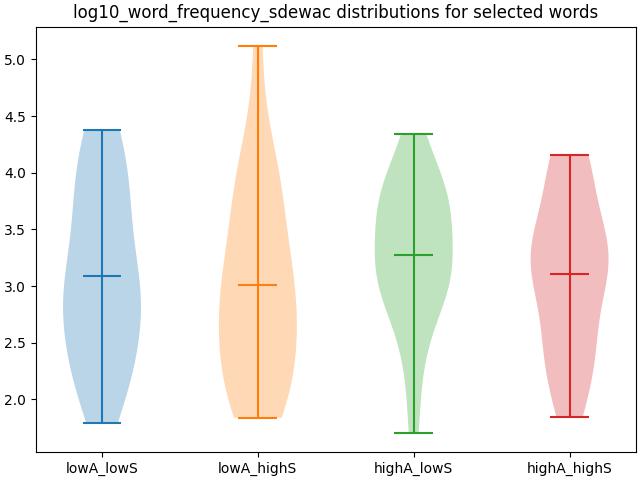 log10_word_frequency_sdewac distributions for selected words
5.0
4.5
4.0
3.5
3.0
2.5
2.0
lowA_lowS
lowA_highS
highA_lowS
highA_highS